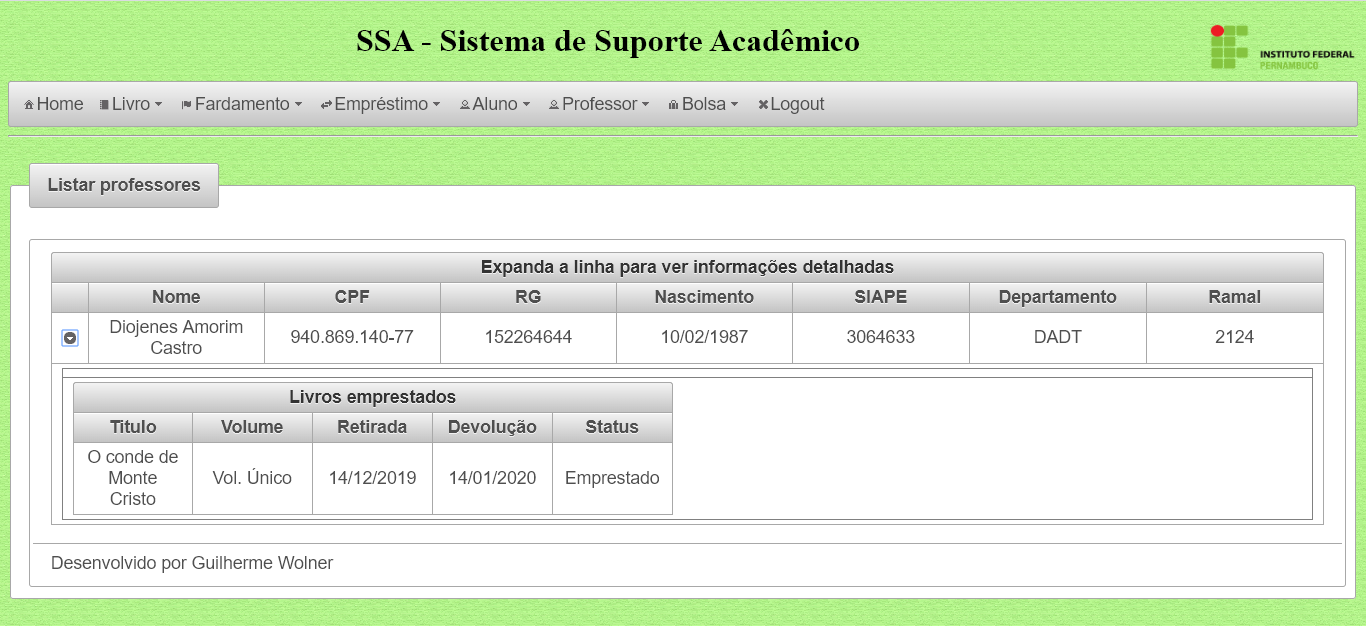 SSA - Sistema de Suporte Acadêmico
INSTITUTO FEDERAL
PERNAMBUCO
Home Livro Fardamento Empréstimo Aluno Professor Bolsa Logout
Listar professores
Expanda a linha para ver informações detalhadas
Nome CPF RG Nascimento SIAPE Departamento Ramal
Diojenes Amorim
Castro
940.869.140-77 152264644 10/02/1987 3064633 DADT 2124
Livros emprestados
Titulo Volume Retirada Devolução Status
O conde de
Monte
Cristo
Vol. Único 14/12/2019 14/01/2020 Emprestado
Desenvolvido por Guilherme Wolner